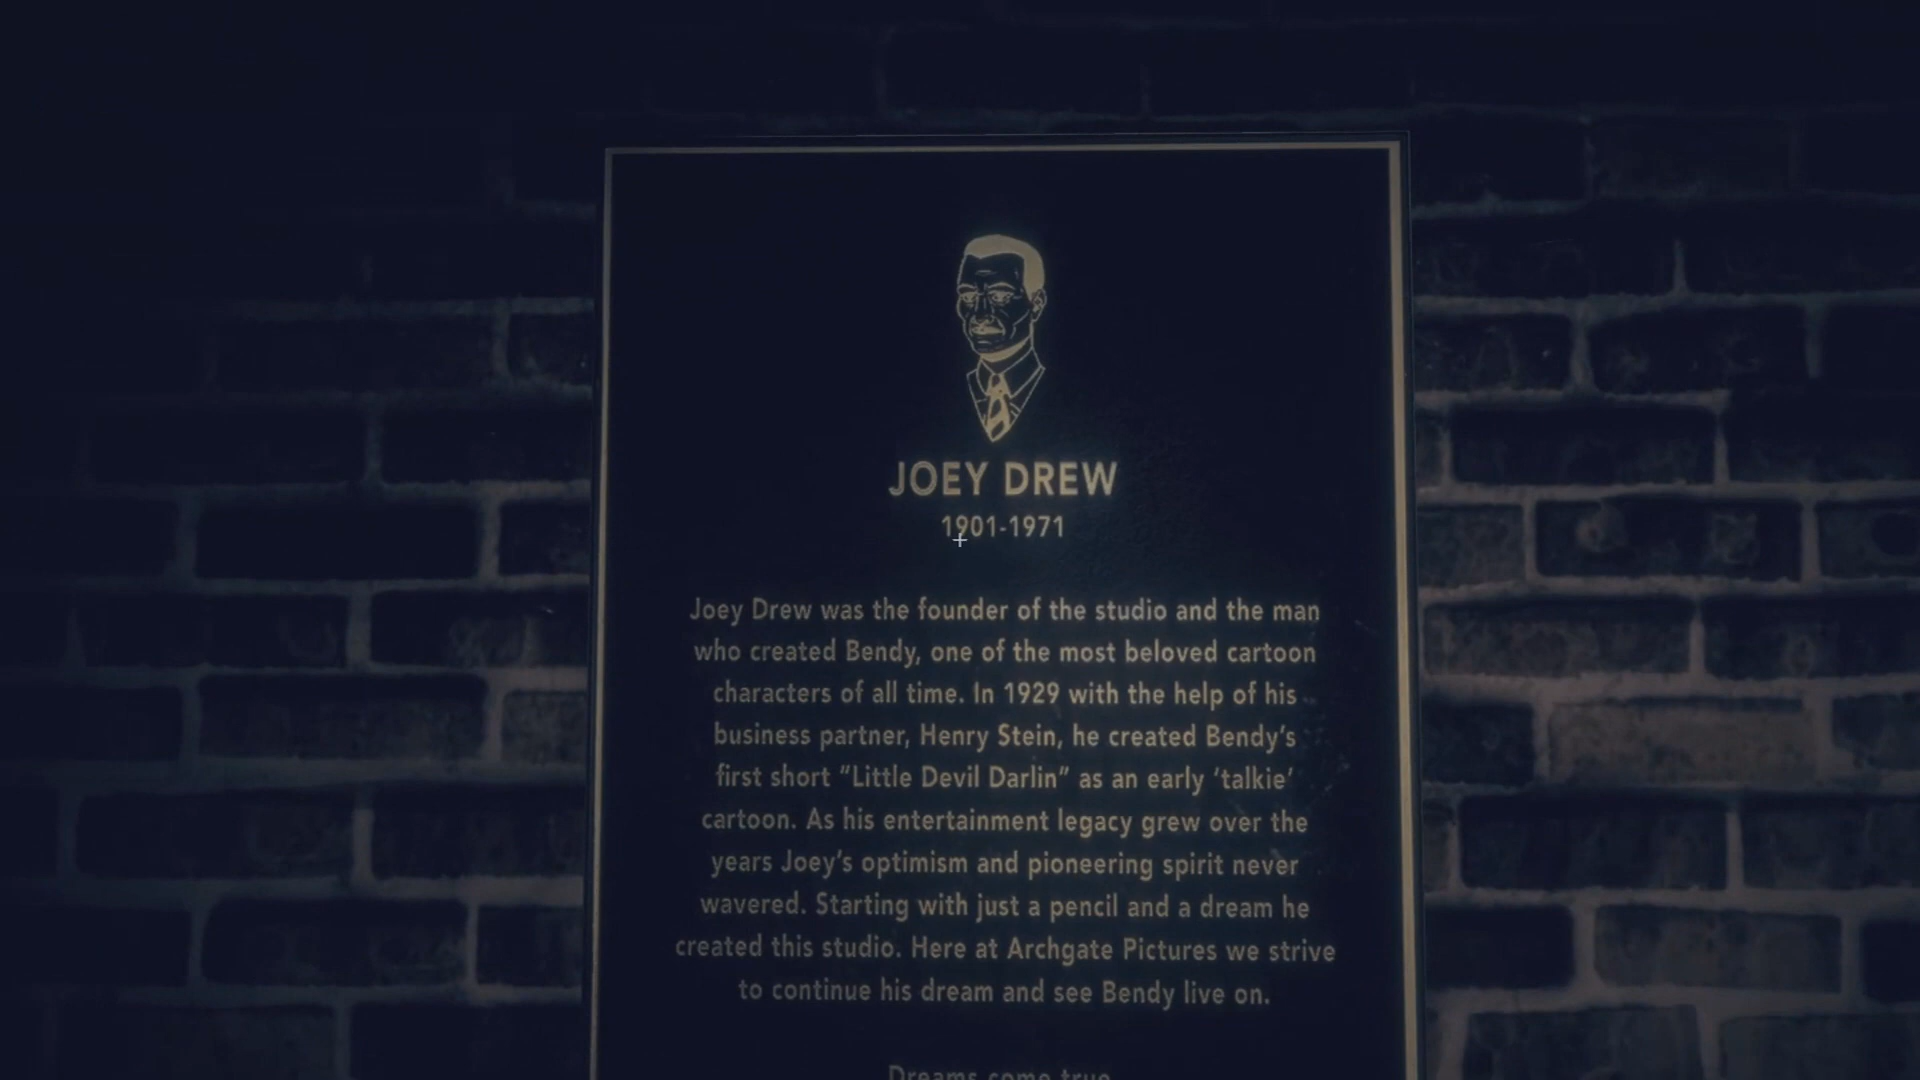 JOEY DREW
1901-1971
Joey Drew was the founder of the studio and the man
who created Bendy, one of the most beloved cartoon
characters of all time. In 1929 with the help of his
business partner, Henry Stein, he created Bendy's
first short “Little Devil Darlin” as an early ‘talkie’
cartoon. As his entertainment legacy grew over the
years Joey's optimism and pioneering spirit never
wavered. Starting with just a pencil and a dream he
created this studio. Here at Archgate Pictures we strive
to continue his dream and see Bendy live on.
Dreams come true